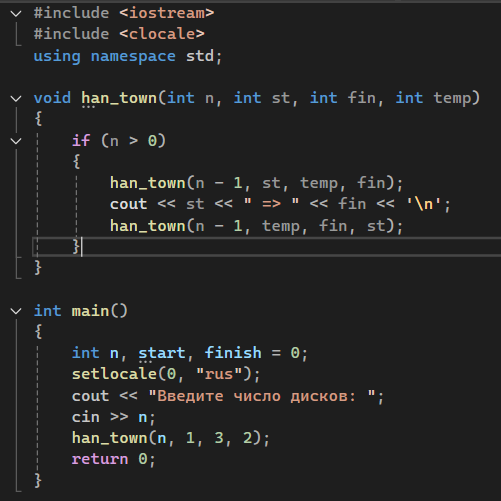 #include <iostream>
#include <clocale>
using namespace std;

void han_town(int n, int st, int fin, int temp)
{
    if (n > 0)
    {
        han_town(n - 1, st, temp, fin);
        cout << st << " => " << fin << '\n';
        han_town(n - 1, temp, fin, st);
    }
}

int main()
{
    int n, start, finish = 0;
    setlocale(0, "rus");
    cout << "Введите число дисков: ";
    cin >> n;
    han_town(n, 1, 3, 2);
    return 0;
}